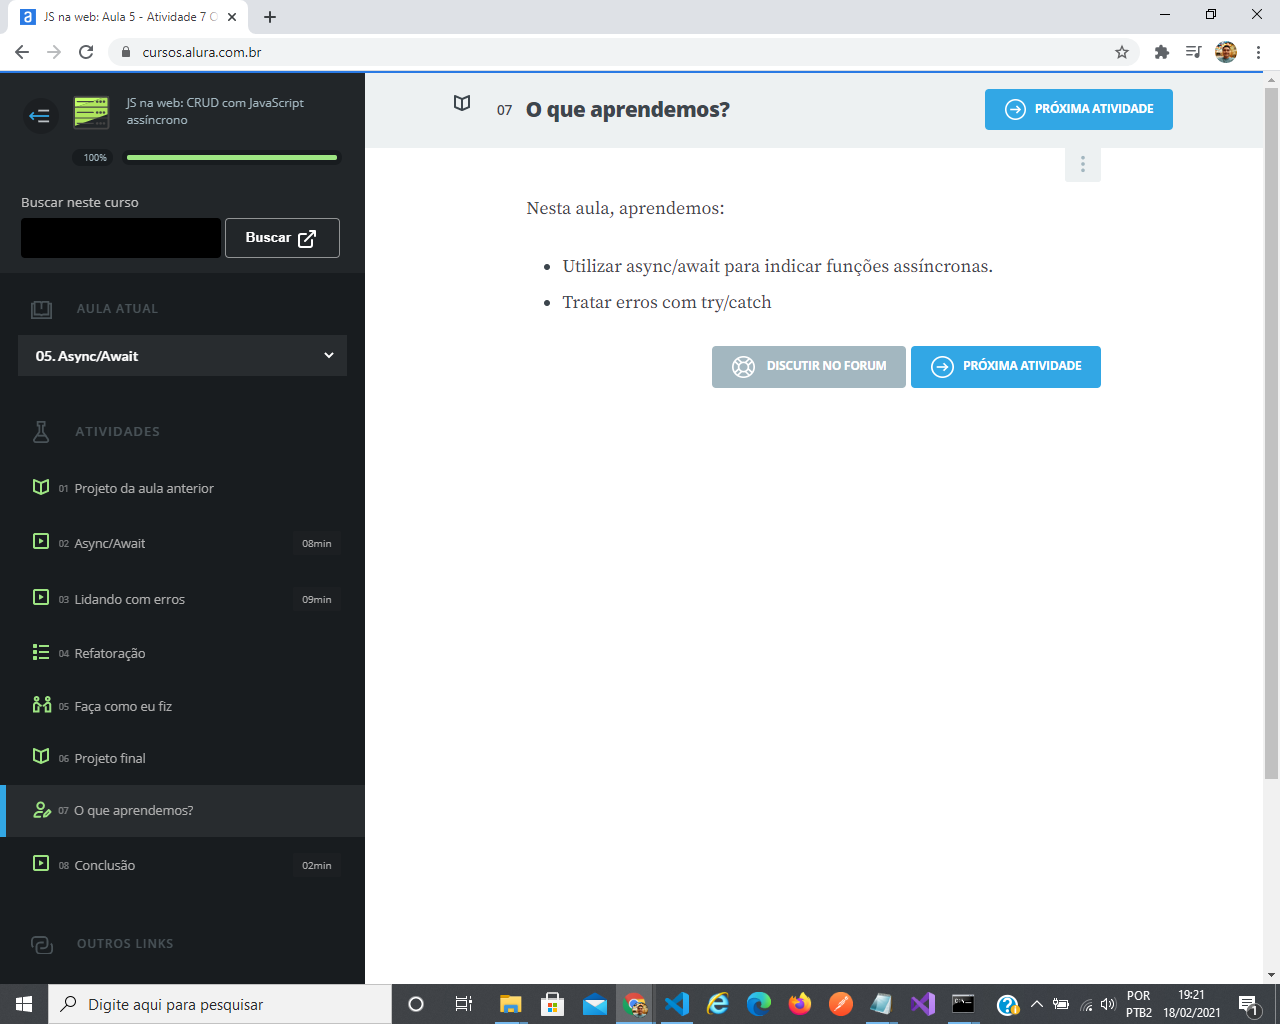 JS na web: Aula 5 - Atividade 7 O
cursos.alura.com.br
JS na web: CRUD com JavaScript
assíncrono
100%
Buscar neste curso
Buscar
AULA ATUAL
05. Async/Await
ATIVIDADES
01 Projeto da aula anterior
02 Async/Await 08min
03 Lidando com erros 09min
04 Refatoração
05 Faça como eu fiz
06 Projeto final
07 O que aprendemos?
08 Conclusão 02min
OUTROS LINKS
07 O que aprendemos?
PRÓXIMA ATIVIDADE
Nesta aula, aprendemos:
Utilizar async/await para indicar funções assíncronas.
Tratar erros com try/catch
DISCUTIR NO FORUM
PRÓXIMA ATIVIDADE
Digite aqui para pesquisar
POR
PTB2
19:21
18/02/2021
1